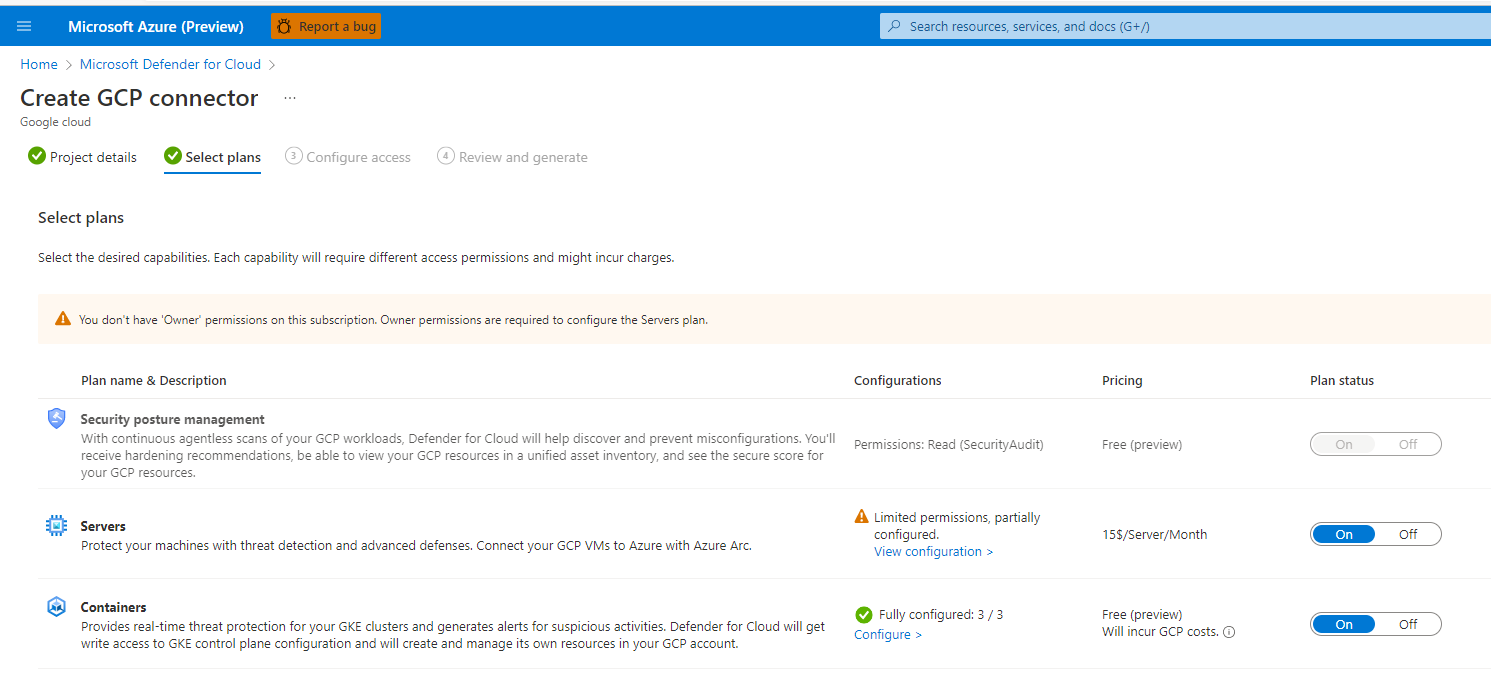 Microsoft Azure (Preview)
Report a bug
Search resources, services, and docs (G+/)
Home > Microsoft Defender for Cloud >
Create GCP connector ...
Google cloud
Project details
Select plans
3 Configure access
4 Review and generate
Select plans
Select the desired capabilities. Each capability will require different access permissions and might incur charges.
You don't have 'Owner' permissions on this subscription. Owner permissions are required to configure the Servers plan.
Plan name & Description
Configurations
Pricing
Plan status
Security posture management
With continuous agentless scans of your GCP workloads, Defender for Cloud will help discover and prevent misconfigurations. You'll
receive hardening recommendations, be able to view your GCP resources in a unified asset inventory, and see the secure score for
your GCP resources.
Permissions: Read (SecurityAudit)
Free (preview)
On Off
Servers
Protect your machines with threat detection and advanced defenses. Connect your GCP VMs to Azure with Azure Arc.
Limited permissions, partially
configured.
View configuration >
15$/Server/Month
On Off
Containers
Provides real-time threat protection for your GKE clusters and generates alerts for suspicious activities. Defender for Cloud will get
write access to GKE control plane configuration and will create and manage its own resources in your GCP account.
Fully configured: 3 / 3
Configure >
Free (preview)
Will incur GCP costs.
On Off